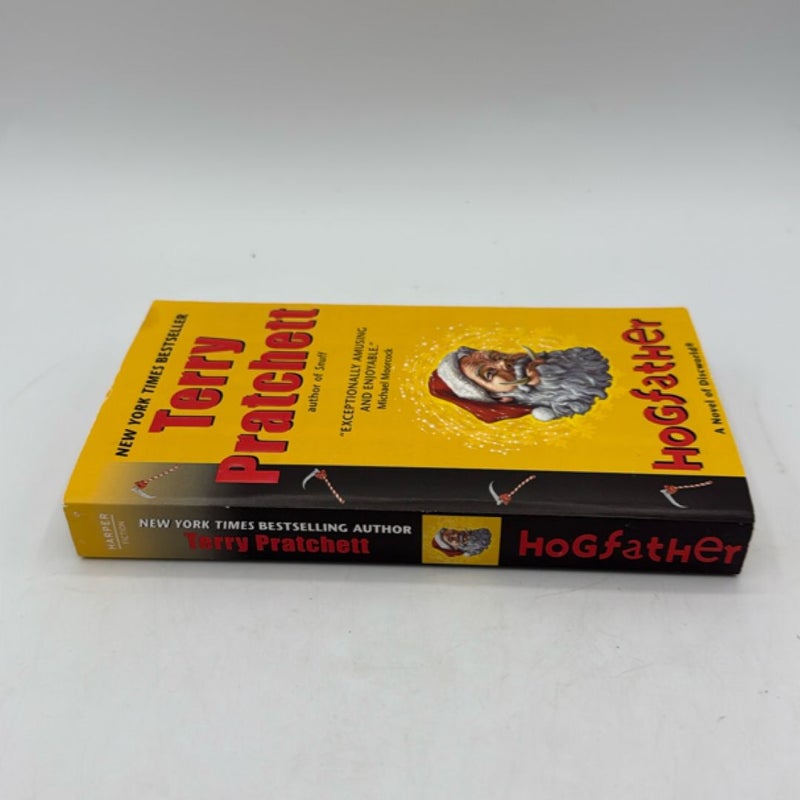 NEW YORK TIMES BESTSELLER
Terry
Pratchett
author of Snuff
"EXCEPTIONALLY AMUSING
AND ENJOYABLE."
Michael Moorcock
HOGfatHer
A Novel of Discworld®
HARPER
FICTION
NEW YORK TIMES BESTSELLING AUTHOR
Terry Pratchett
HOGfatHer